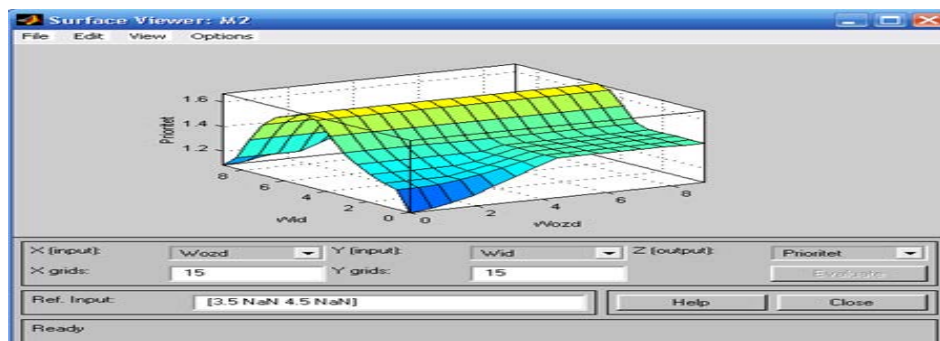 Surface Viewer: M2
File Edit View Options
1.6
1.4
1.2
Prioritet
8
6
4
2
0
Wid
0
2
4
6
8
Wozd
X (input): Wozd Y (input): Wid Z (output): Prioritet
X grids: 15 Y grids: 15 Evaluate
Ref. Input: [3.5 NaN 4.5 NaN] Help Close
Ready